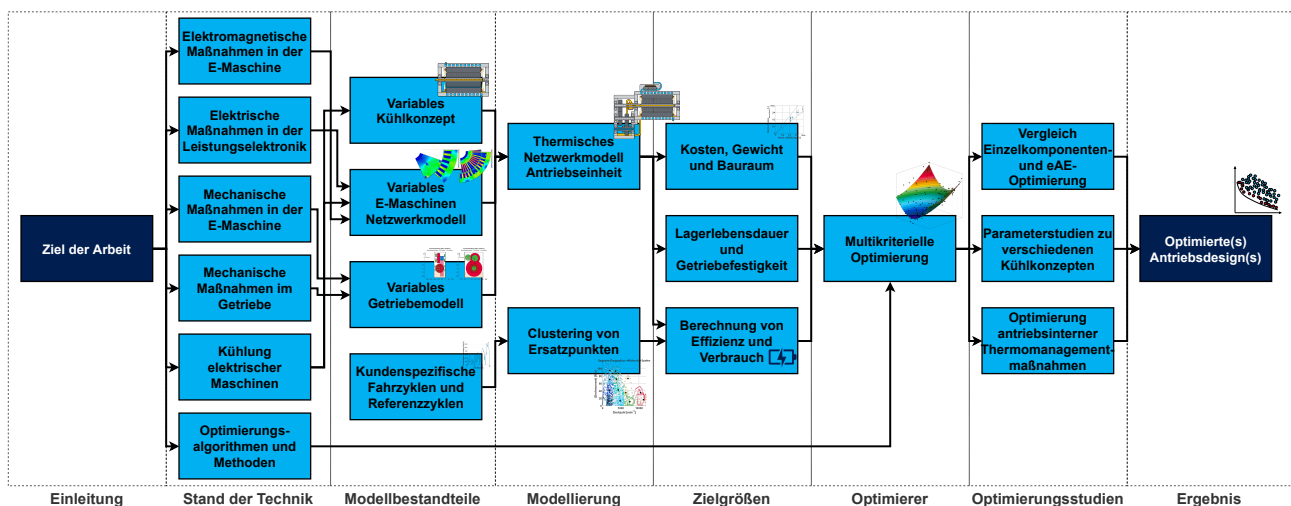 Ziel der Arbeit
Elektromagnetische
Maßnahmen in der
E-Maschine
Elektrische
Maßnahmen in der
Leistungselektronik
Mechanische
Maßnahmen in der
E-Maschine
Mechanische
Maßnahmen im
Getriebe
Kühlung
elektrischer
Maschinen
Optimierungs-
algorithmen und
Methoden
Variables
Kühlkonzept
Variables
E-Maschinen
Netzwerkmodell
Variables
Getriebemodell
Kundenspezifische
Fahrzyklen und
Referenzzyklen
Thermisches
Netzwerkmodell
Antriebseinheit
Clustering von
Ersatzpunkten
Kosten, Gewicht
und Bauraum
Lagerlebensdauer
und
Getriebefestigkeit
Berechnung von
Effizienz und
Verbrauch
Multikriterielle
Optimierung
Vergleich
Einzelkomponenten-
und eAE-
Optimierung
Parameterstudien zu
verschiedenen
Kühlkonzepten
Optimierung
antriebsinterner
Thermomanagement-
maßnahmen
Optimierte(s)
Antriebsdesign(s)
Einleitung
Stand der Technik
Modellbestandteile
Modellierung
Zielgrößen
Optimierer
Optimierungsstudien
Ergebnis